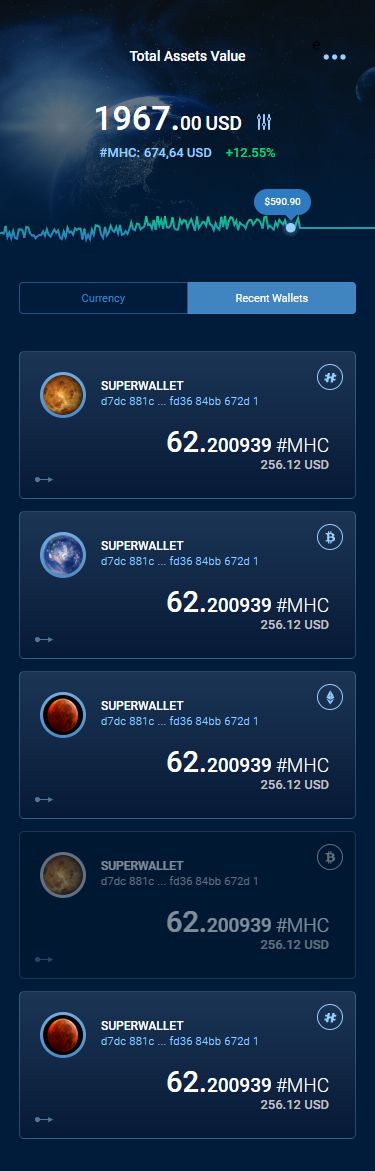 e
Total Assets Value
1967.00 USD
#MHC: 674,64 USD +12.55%
$590.90
Currency Recent Wallets
SUPERWALLET
d7dc 881c ... fd36 84bb 672d 1
62.200939 #MHC
256.12 USD
SUPERWALLET
d7dc 881c ... fd36 84bb 672d 1
62.200939 #MHC
256.12 USD
SUPERWALLET
d7dc 881c ... fd36 84bb 672d 1
62.200939 #MHC
256.12 USD
SUPERWALLET
d7dc 881c ... fd36 84bb 672d 1
62.200939 #MHC
256.12 USD
SUPERWALLET
d7dc 881c ... fd36 84bb 672d 1
62.200939 #MHC
256.12 USD